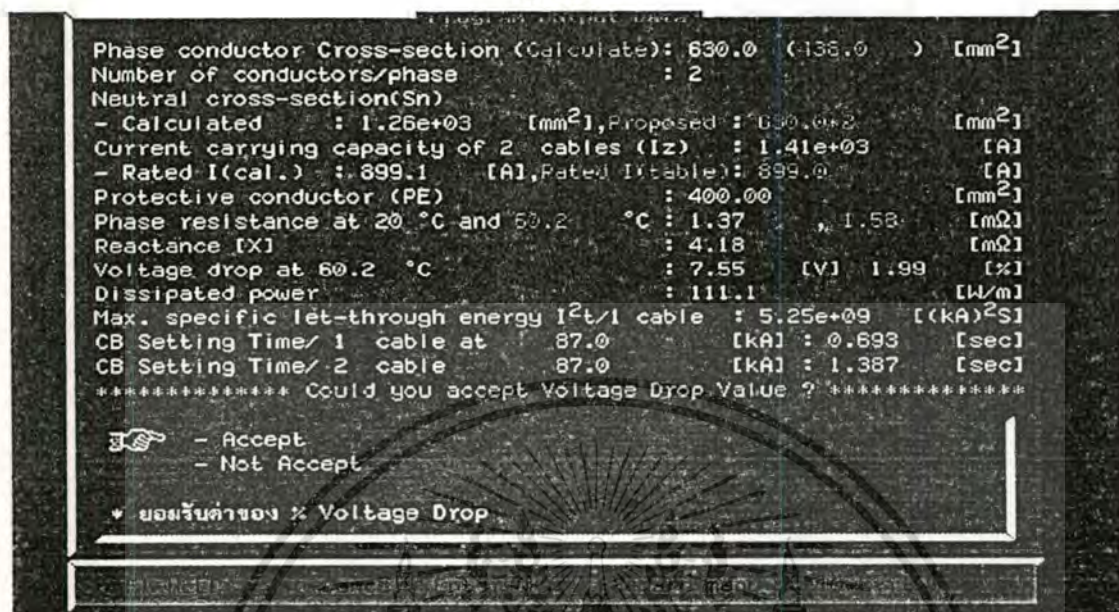 Program Output Data
Phase conductor Cross-section (Calculate): 630.0 (438.0 ) [mm²]
Number of conductors/phase : 2
Neutral cross-section(Sn)
- Calculated : 1.26e+03 [mm²],Proposed : 630.0*2 [mm²]
Current carrying capacity of 2 cables (Iz) : 1.41e+03 [A]
- Rated I(cal.) : 899.1 [A],Rated I(table): 899.0 [A]
Protective conductor (PE) : 400.00 [mm²]
Phase resistance at 20 °C and 60.2 °C : 1.37 , 1.58 [mΩ]
Reactance [X] : 4.18 [mΩ]
Voltage drop at 60.2 °C : 7.55 [V] 1.99 [%]
Dissipated power : 111.1 [W/m]
Max. specific let-through energy I²t/1 cable : 5.25e+09 [(kA)²S]
CB Setting Time/ 1 cable at 87.0 [kA] : 0.693 [sec]
CB Setting Time/ 2 cable 87.0 [kA] : 1.387 [sec]
************** Could you accept Voltage Drop Value ? **************
- Accept
- Not Accept
* ยอมรับค่าของ % Voltage Drop